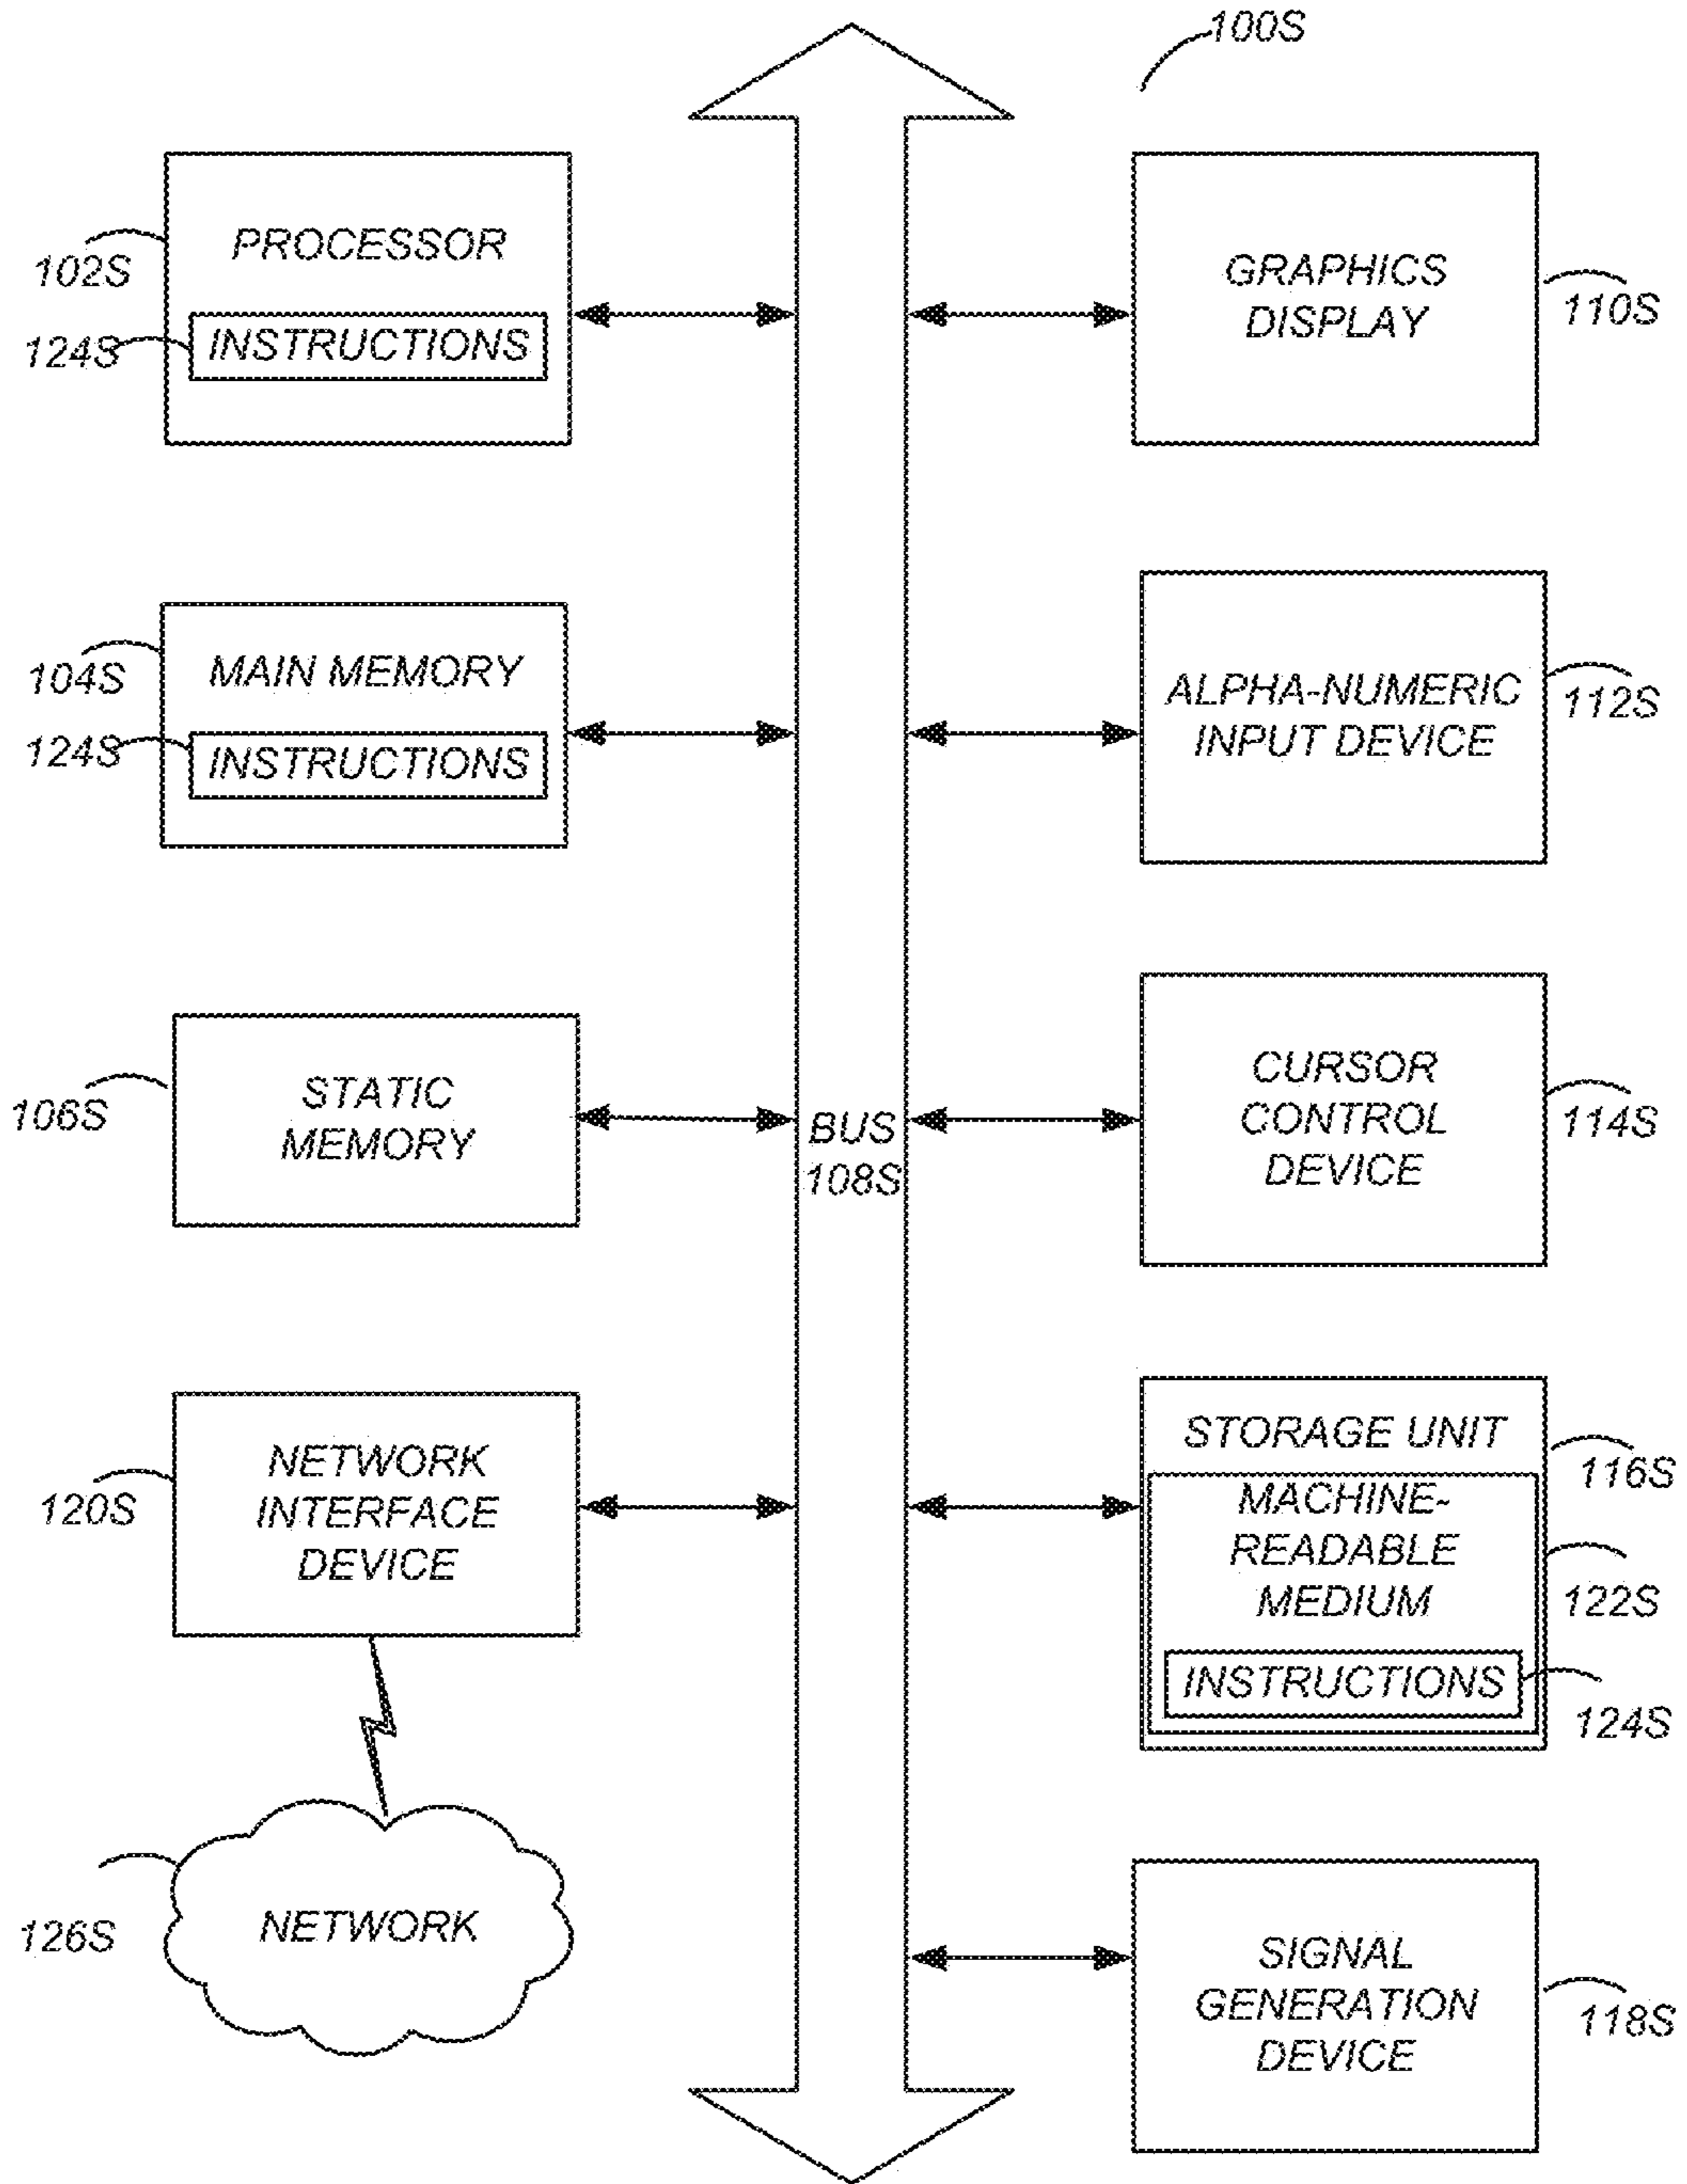 100S
PROCESSOR
102S
124S
INSTRUCTIONS
GRAPHICS
DISPLAY
110S
104S
MAIN MEMORY
124S
INSTRUCTIONS
ALPHA-NUMERIC
INPUT DEVICE
112S
106S
STATIC
MEMORY
BUS
108S
CURSOR
CONTROL
DEVICE
114S
120S
NETWORK
INTERFACE
DEVICE
STORAGE UNIT
116S
MACHINE-
READABLE
MEDIUM
122S
INSTRUCTIONS
124S
126S
NETWORK
SIGNAL
GENERATION
DEVICE
118S